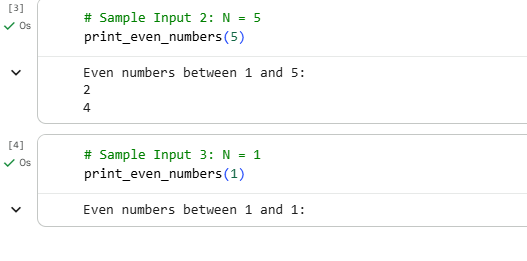 [3]
0s
# Sample Input 2: N = 5
print_even_numbers(5)
Even numbers between 1 and 5:
2
4
[4]
0s
# Sample Input 3: N = 1
print_even_numbers(1)
Even numbers between 1 and 1: